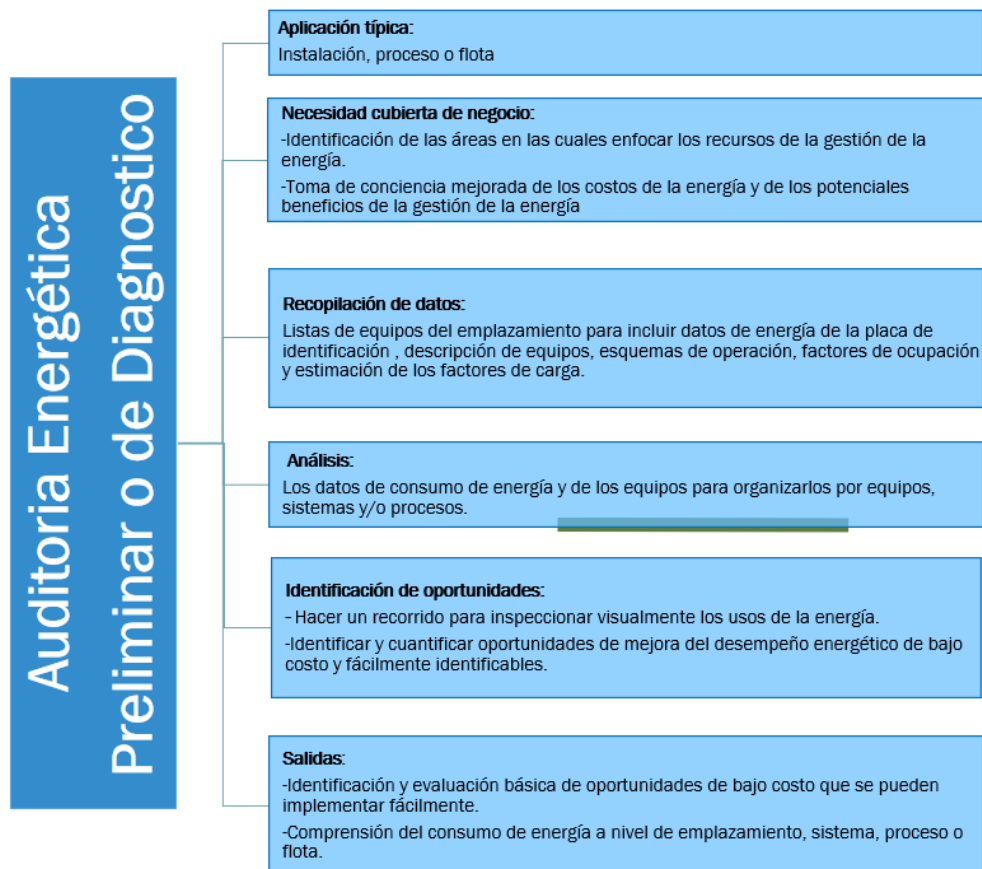 Auditoria Energética
Preliminar o de Diagnostico
Aplicación típica:
Instalación, proceso o flota
Necesidad cubierta de negocio:
-Identificación de las áreas en las cuales enfocar los recursos de la gestión de la
energía.
-Toma de conciencia mejorada de los costos de la energía y de los potenciales
beneficios de la gestión de la energía
Recopilación de datos:
Listas de equipos del emplazamiento para incluir datos de energía de la placa de
identificación , descripción de equipos, esquemas de operación, factores de ocupación
y estimación de los factores de carga.
Análisis:
Los datos de consumo de energía y de los equipos para organizarlos por equipos,
sistemas y/o procesos.
Identificación de oportunidades:
- Hacer un recorrido para inspeccionar visualmente los usos de la energía.
-Identificar y cuantificar oportunidades de mejora del desempeño energético de bajo
costo y fácilmente identificables.
Salidas:
-Identificación y evaluación básica de oportunidades de bajo costo que se pueden
implementar fácilmente.
-Comprensión del consumo de energía a nivel de emplazamiento, sistema, proceso o
flota.